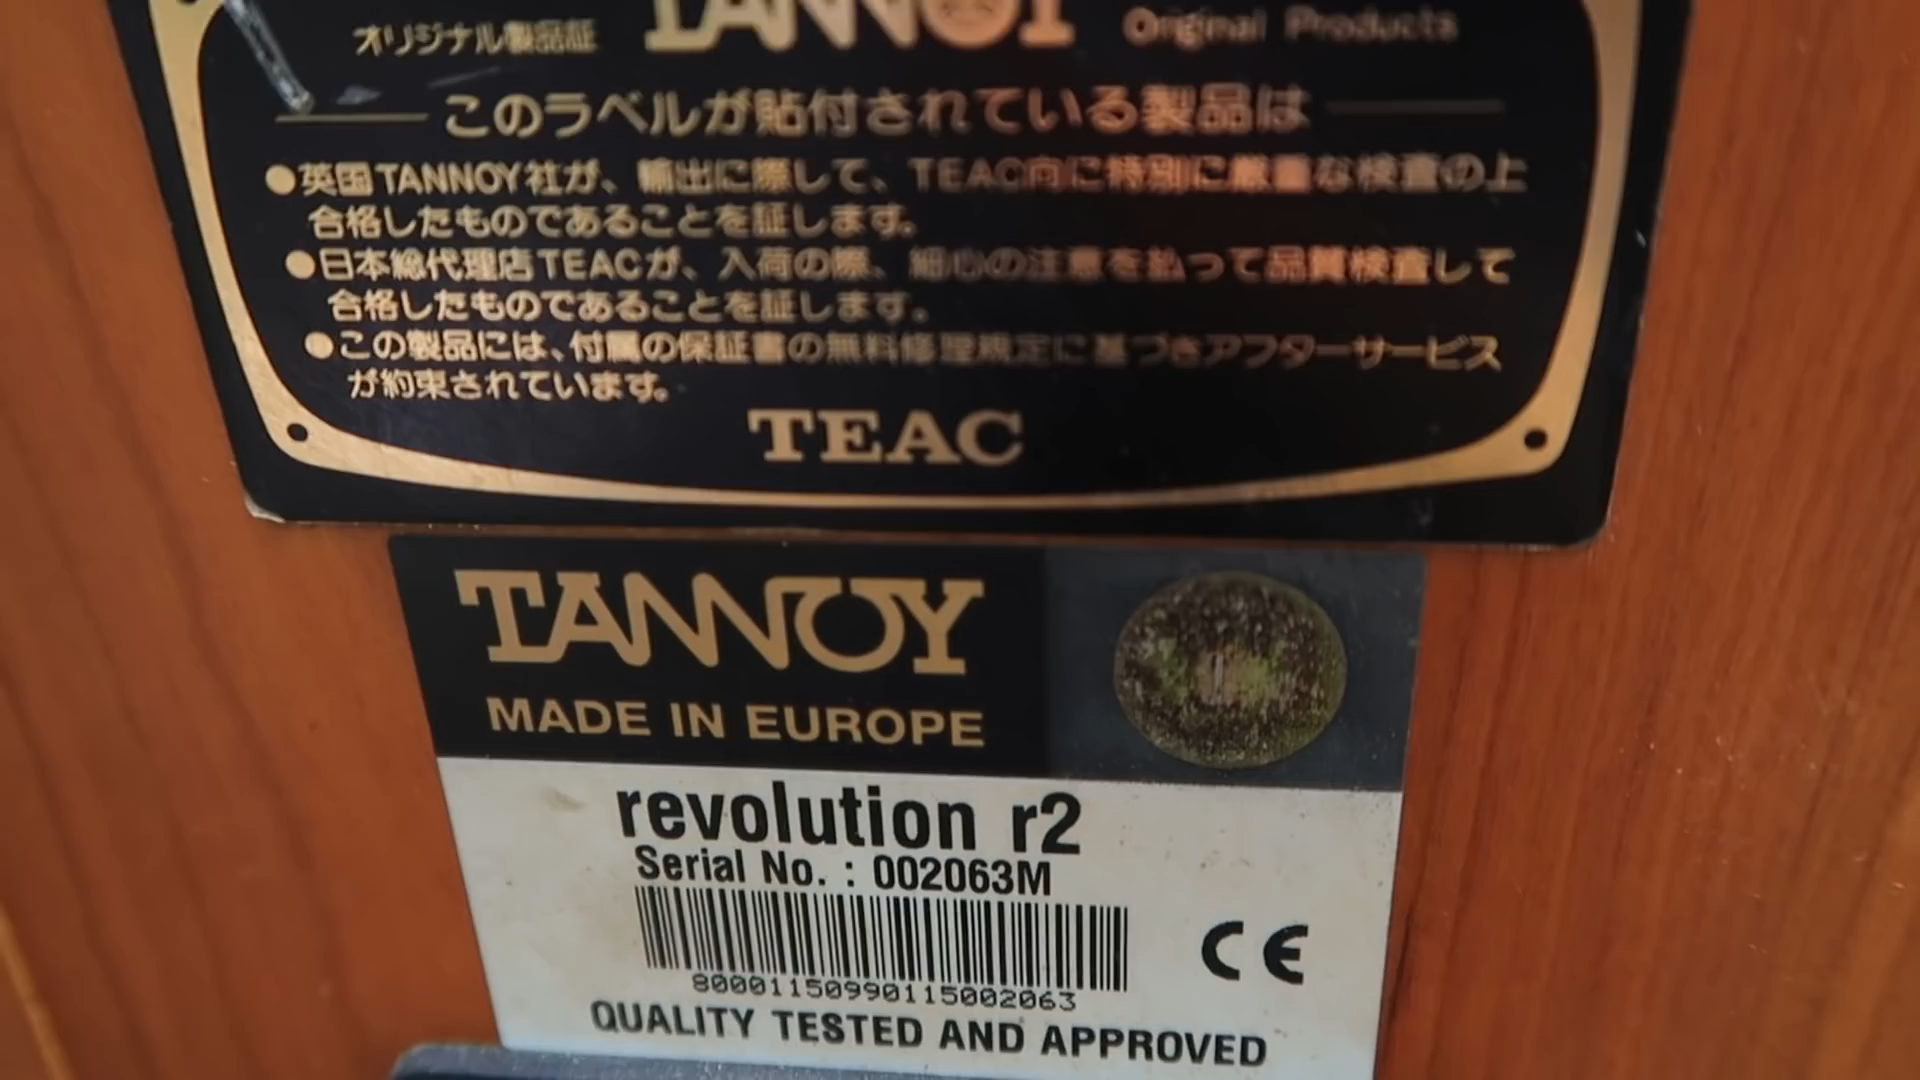 オリジナル製品証 TANNOY Original Products
このラベルが貼付されている製品は
●英国TANNOY社が、輸出に際して、TEAC向に特別に厳重な検査の上
合格したものであることを証します。
●日本総代理店TEACが、入荷の際、細心の注意を払って品質検査して
合格したものであることを証します。
●この製品には、付属の保証書の無料修理規定に基づきアフターサービス
が約束されています。
TEAC
TANNOY
MADE IN EUROPE
revolution r2
Serial No. : 002063M
CE
80001150990115002063
QUALITY TESTED AND APPROVED